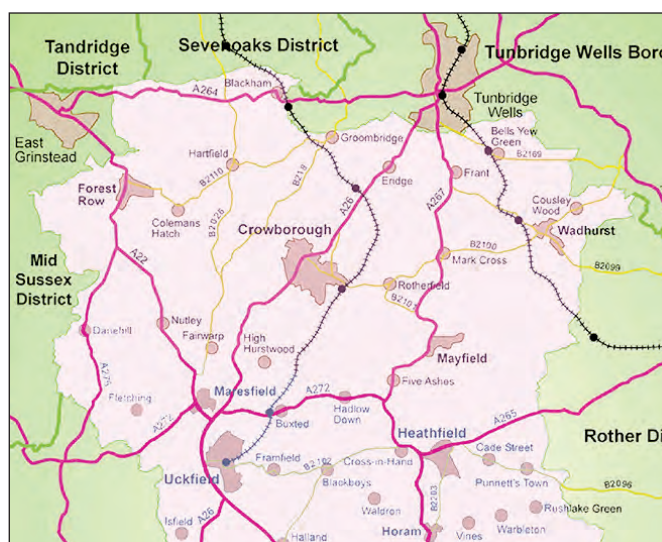 Tandridge
District
Sevenoaks District
Tunbridge Wells Boro
Blackham
A264
Tunbridge
Wells
East
Grinstead
Groombridge
Bells Yew
Green
B2169
Hartfield
B2110
Eridge
Frant
Forest
Row
B2026
A26
A267
Cousley
Wood
Colemans
Hatch
Crowborough
Wadhurst
A22
B2100
Mark Cross
B2099
Mid
Sussex
District
Rotherfield
B2101
Danehill
Nutley
Fairwarp
High
Hurstwood
Mayfield
A275
Five Ashes
Maresfield
A272
Fletching
A272
Buxted
Hadlow
Down
A265
Heathfield
Rother Di
Cade Street
Uckfield
Framfield
B2102
Cross-in-Hand
Blackboys
Punnett's Town
B2096
B2203
Rushlake Green
A26
Waldron
Isfield
Halland
Horam
Vines
Warbleton